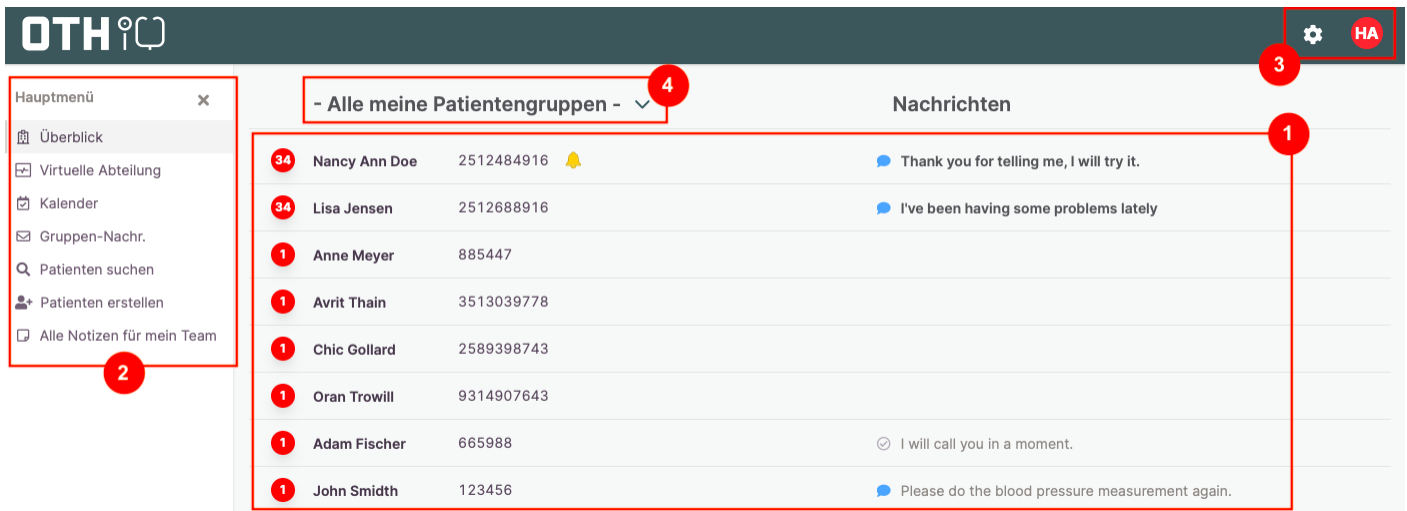 OTH
HA
3
Hauptmenü
- Alle meine Patientengruppen -
4
Nachrichten
1
Überblick
Virtuelle Abteilung
Kalender
Gruppen-Nachr.
Patienten suchen
Patienten erstellen
Alle Notizen für mein Team
2
34 Nancy Ann Doe 2512484916 Thank you for telling me, I will try it.
34 Lisa Jensen 2512688916 I've been having some problems lately
1 Anne Meyer 885447
1 Avrit Thain 3513039778
1 Chic Gollard 2589398743
1 Oran Trowill 9314907643
1 Adam Fischer 665988 I will call you in a moment.
1 John Smidth 123456 Please do the blood pressure measurement again.